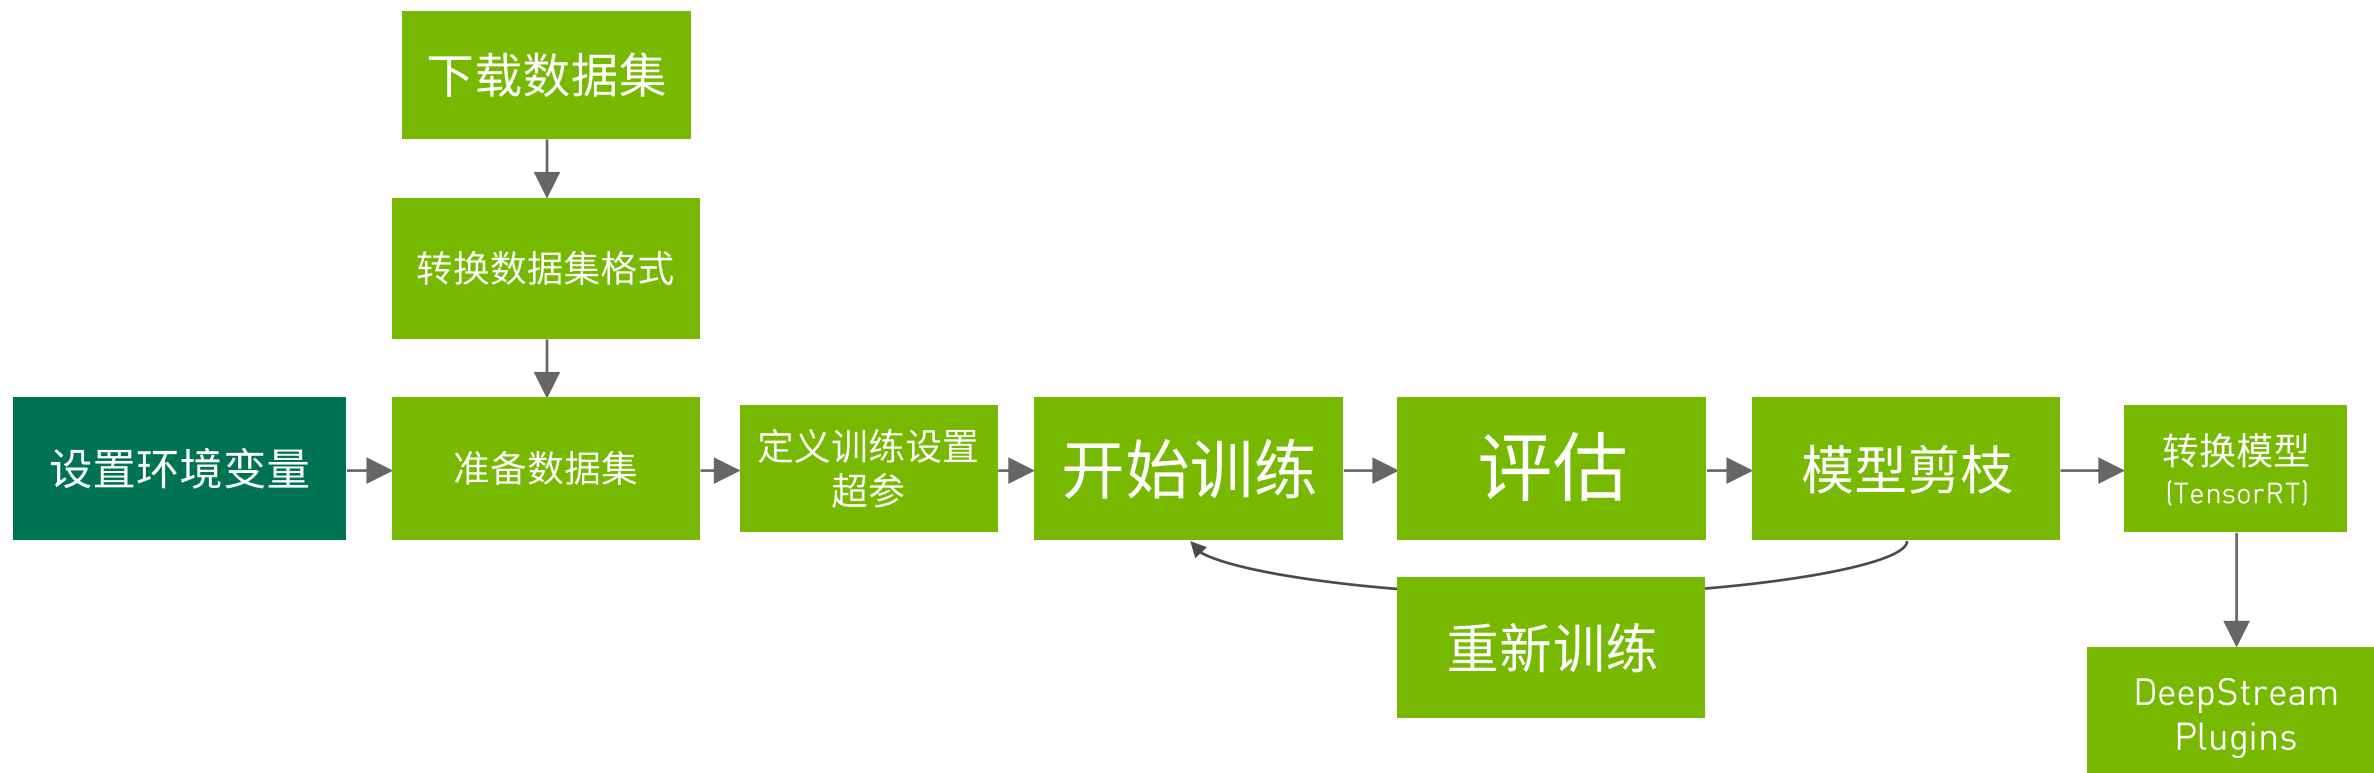 下载数据集
转换数据集格式
设置环境变量
准备数据集
定义训练设置
超参
开始训练
评估
模型剪枝
转换模型
(TensorRT)
重新训练
DeepStream
Plugins